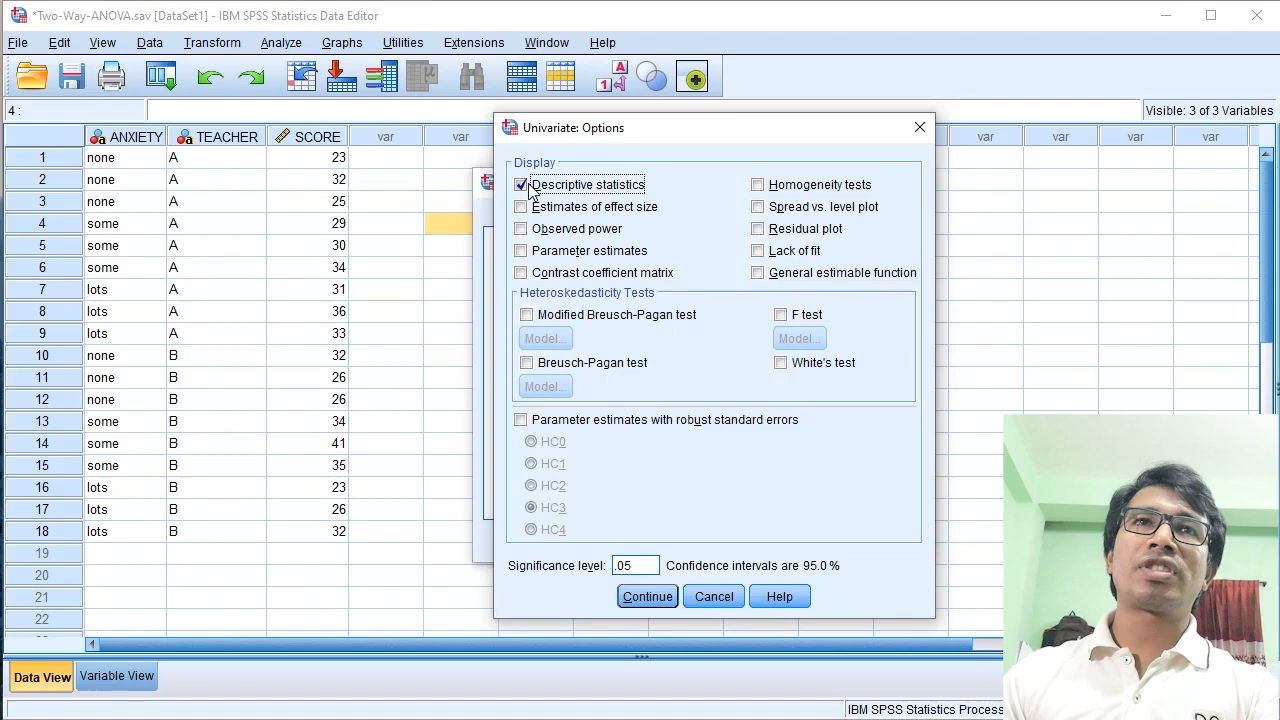 *Two-Way-ANOVA.sav [DataSet1] - IBM SPSS Statistics Data Editor
File Edit View Data Transform Analyze Graphs Utilities Extensions Window Help
4 :
Visible: 3 of 3 Variables
ANXIETY TEACHER SCORE var var var var var var
1 none A 23
2 none A 32
3 none A 25
4 some A 29
5 some A 30
6 some A 34
7 lots A 31
8 lots A 36
9 lots A 33
10 none B 32
11 none B 26
12 none B 26
13 some B 34
14 some B 41
15 some B 35
16 lots B 23
17 lots B 26
18 lots B 32
19
20
21
22
Univariate: Options
Display
Descriptive statistics Homogeneity tests
Estimates of effect size Spread vs. level plot
Observed power Residual plot
Parameter estimates Lack of fit
Contrast coefficient matrix General estimable function
Heteroskedasticity Tests
Modified Breusch-Pagan test F test
Model... Model...
Breusch-Pagan test White's test
Model...
Parameter estimates with robust standard errors
HC0
HC1
HC2
HC3
HC4
Significance level: .05 Confidence intervals are 95.0 %
Continue Cancel Help
Data View Variable View
IBM SPSS Statistics Process